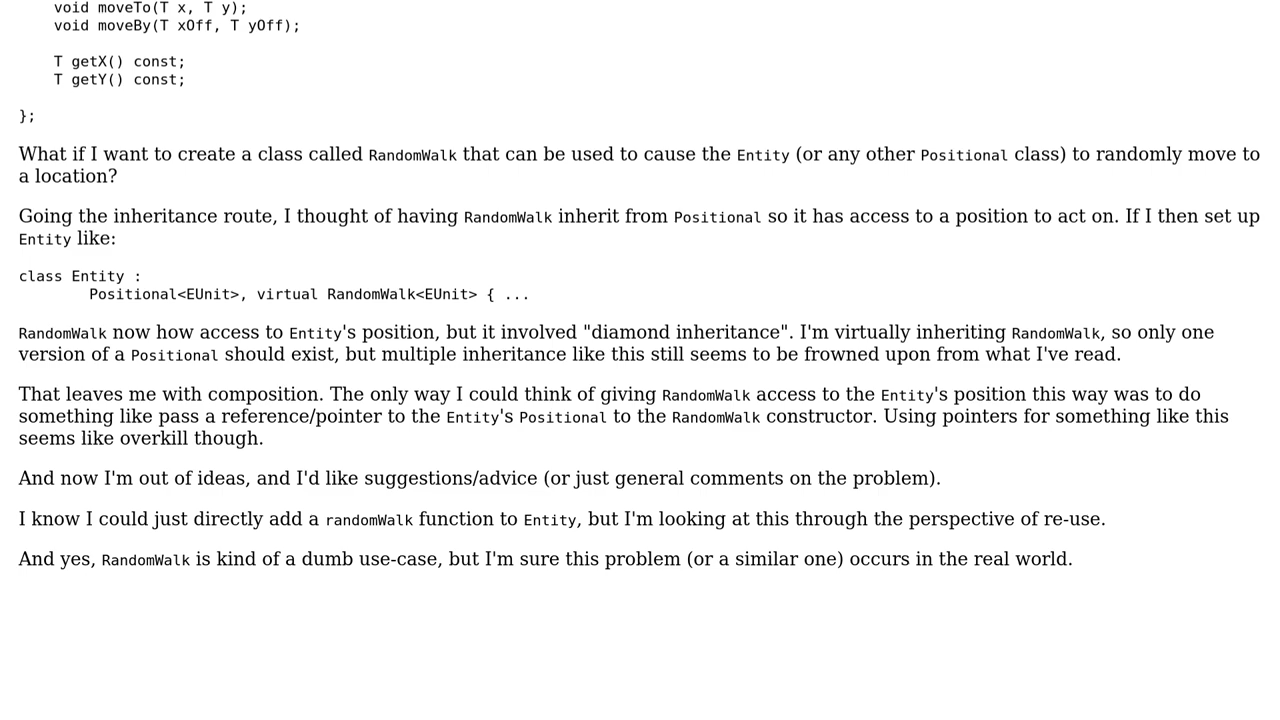 void moveTo(T x, T y);
void moveBy(T xOff, T yOff);
T getX() const;
T getY() const;
};
What if I want to create a class called RandomWalk that can be used to cause the Entity (or any other Positional class) to randomly move to
a location?
Going the inheritance route, I thought of having RandomWalk inherit from Positional so it has access to a position to act on. If I then set up
Entity like:
class Entity :
Positional<EUnit>, virtual RandomWalk<EUnit> { ...
RandomWalk now how access to Entity's position, but it involved "diamond inheritance". I'm virtually inheriting RandomWalk, so only one
version of a Positional should exist, but multiple inheritance like this still seems to be frowned upon from what I've read.
That leaves me with composition. The only way I could think of giving RandomWalk access to the Entity's position this way was to do
something like pass a reference/pointer to the Entity's Positional to the RandomWalk constructor. Using pointers for something like this
seems like overkill though.
And now I'm out of ideas, and I'd like suggestions/advice (or just general comments on the problem).
I know I could just directly add a randomWalk function to Entity, but I'm looking at this through the perspective of re-use.
And yes, RandomWalk is kind of a dumb use-case, but I'm sure this problem (or a similar one) occurs in the real world.